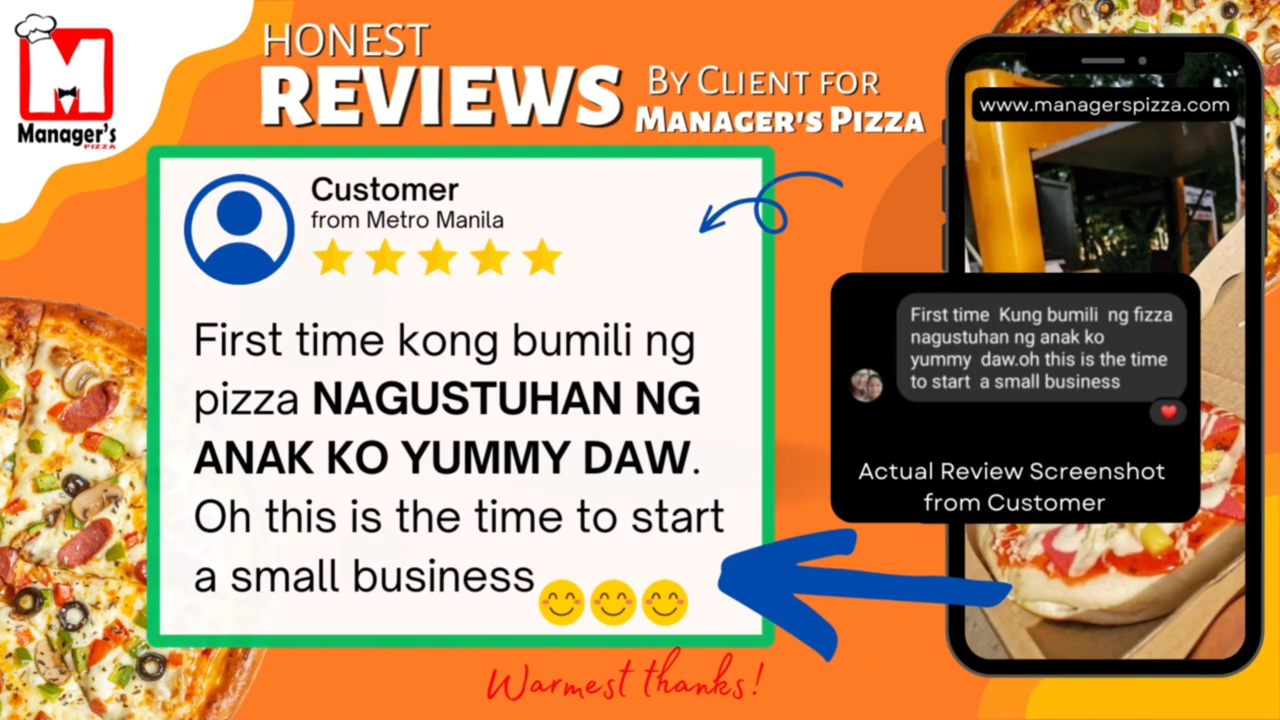 M
Manager's
PIZZA
HONEST
REVIEWS
BY CLIENT FOR
MANAGER'S PIZZA
www.managerspizza.com
Customer
from Metro Manila
First time kong bumili ng
pizza NAGUSTUHAN NG
ANAK KO YUMMY DAW.
Oh this is the time to start
a small business
First time Kung bumili ng fizza
nagustuhan ng anak ko
yummy daw.oh this is the time
to start a small business
Actual Review Screenshot
from Customer
Warmest thanks!